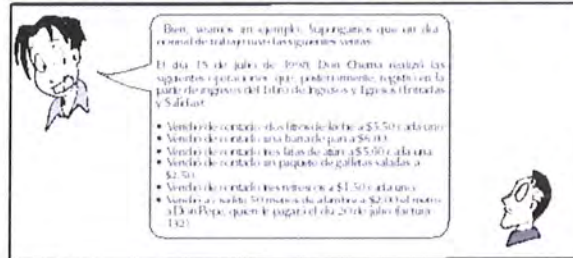 Bien, veamos un ejemplo. Supongamos que un día
normal de trabajo tuvo las siguientes ventas:
El día 15 de julio de 1998, Don Chema realizó las
siguientes operaciones que, posteriormente, registró en la
parte de ingresos del Libro de Ingresos y Egresos (Entradas
y Salidas):
• Vendió de contado dos litros de leche a $5.50 cada uno
• Vendió de contado una barra de pan a $6.00
• Vendió de contado tres latas de atún a $5.00 cada una
• Vendió de contado un paquete de galletas saladas a
$2.50
• Vendió de contado tres refrescos a $1.50 cada uno
• Vendió a crédito 50 metros de alambre a $2.00 el metro
a Don Pepe, quien le pagará el día 20 de julio (factura
132)